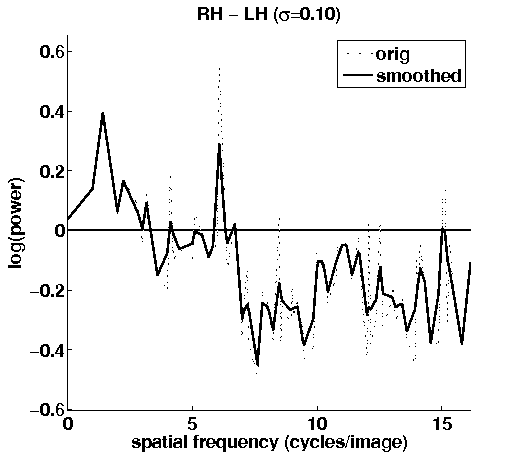 RH − LH (σ=0.10)
orig
smoothed
0.6
0.4
0.2
0
−0.2
−0.4
−0.6
log(power)
0 5 10 15
spatial frequency (cycles/image)